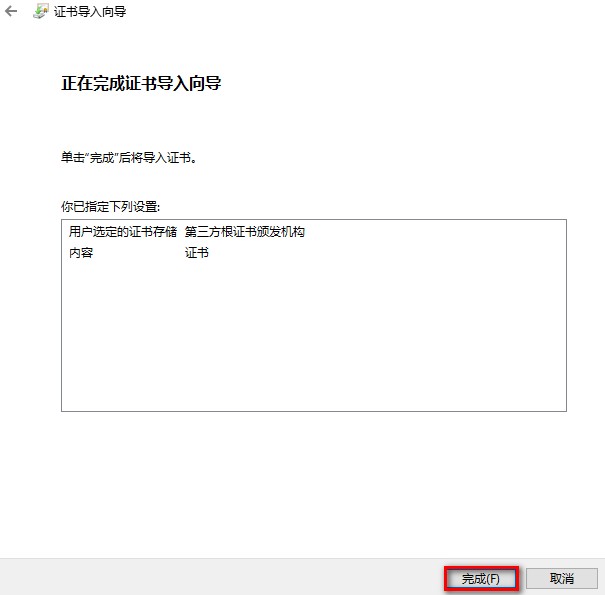 证书导入向导
正在完成证书导入向导
单击“完成”后将导入证书。
你已指定下列设置:
用户选定的证书存储 第三方根证书颁发机构
内容 证书
完成(F) 取消